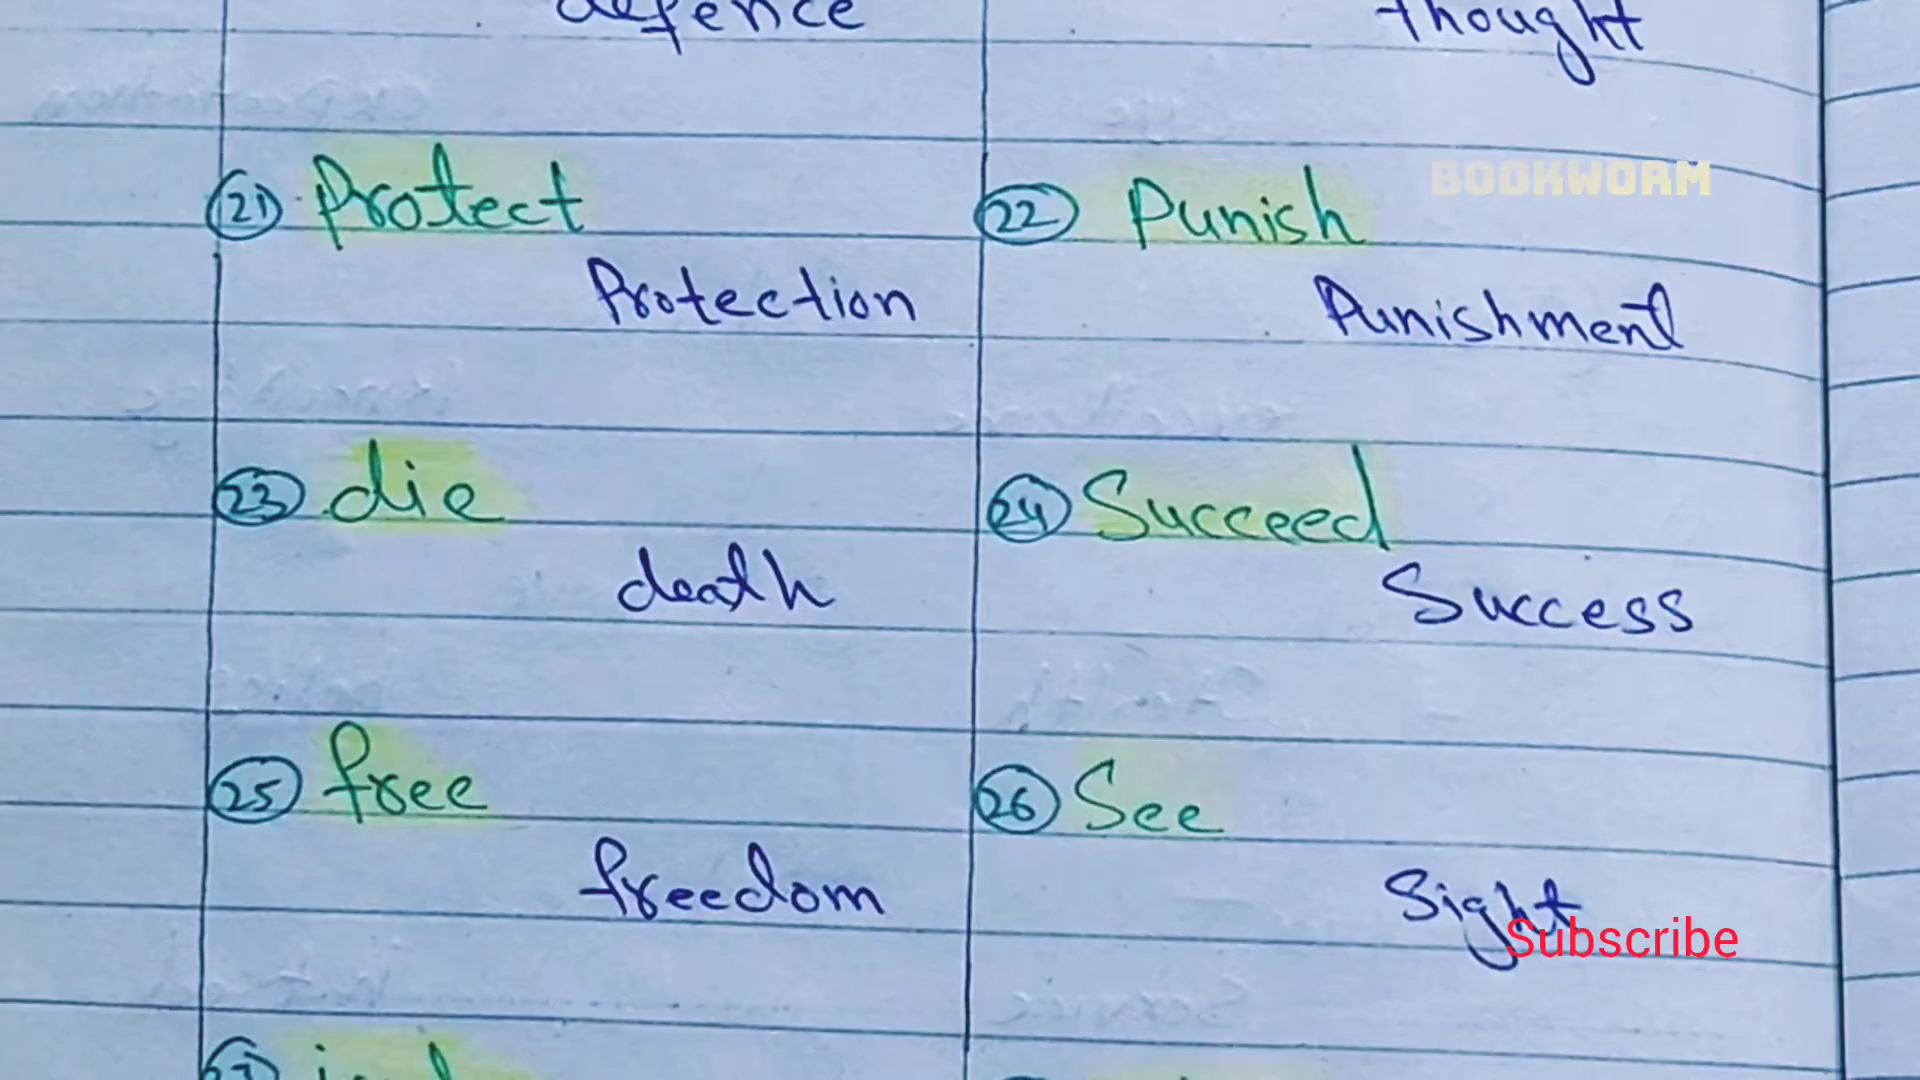 defence thought
BOOKWORM
21 Protect 22 Punish
Protection Punishment
23 die 24 Succeed
death Success
25 free 26 See
freedom Sight
Subscribe